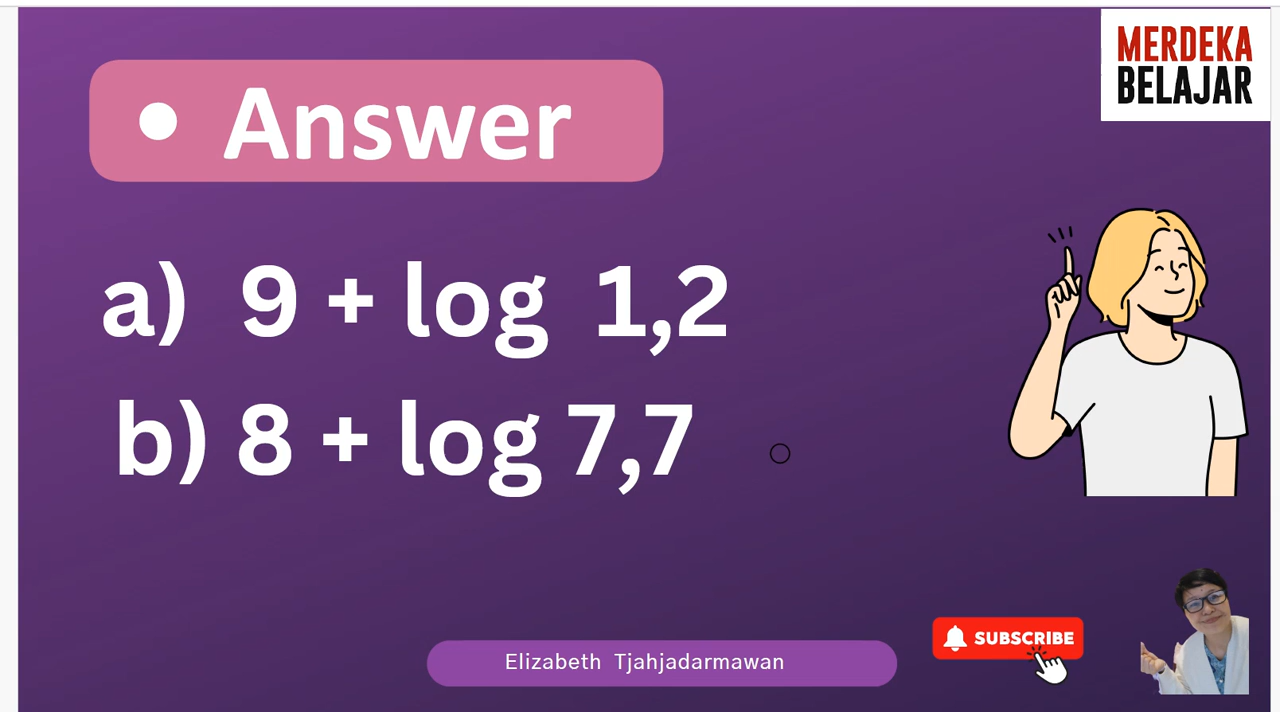 MERDEKA
BELAJAR
• Answer
a) 9 + log 1,2
b) 8 + log 7,7
SUBSCRIBE
Elizabeth Tjahjadarmawan